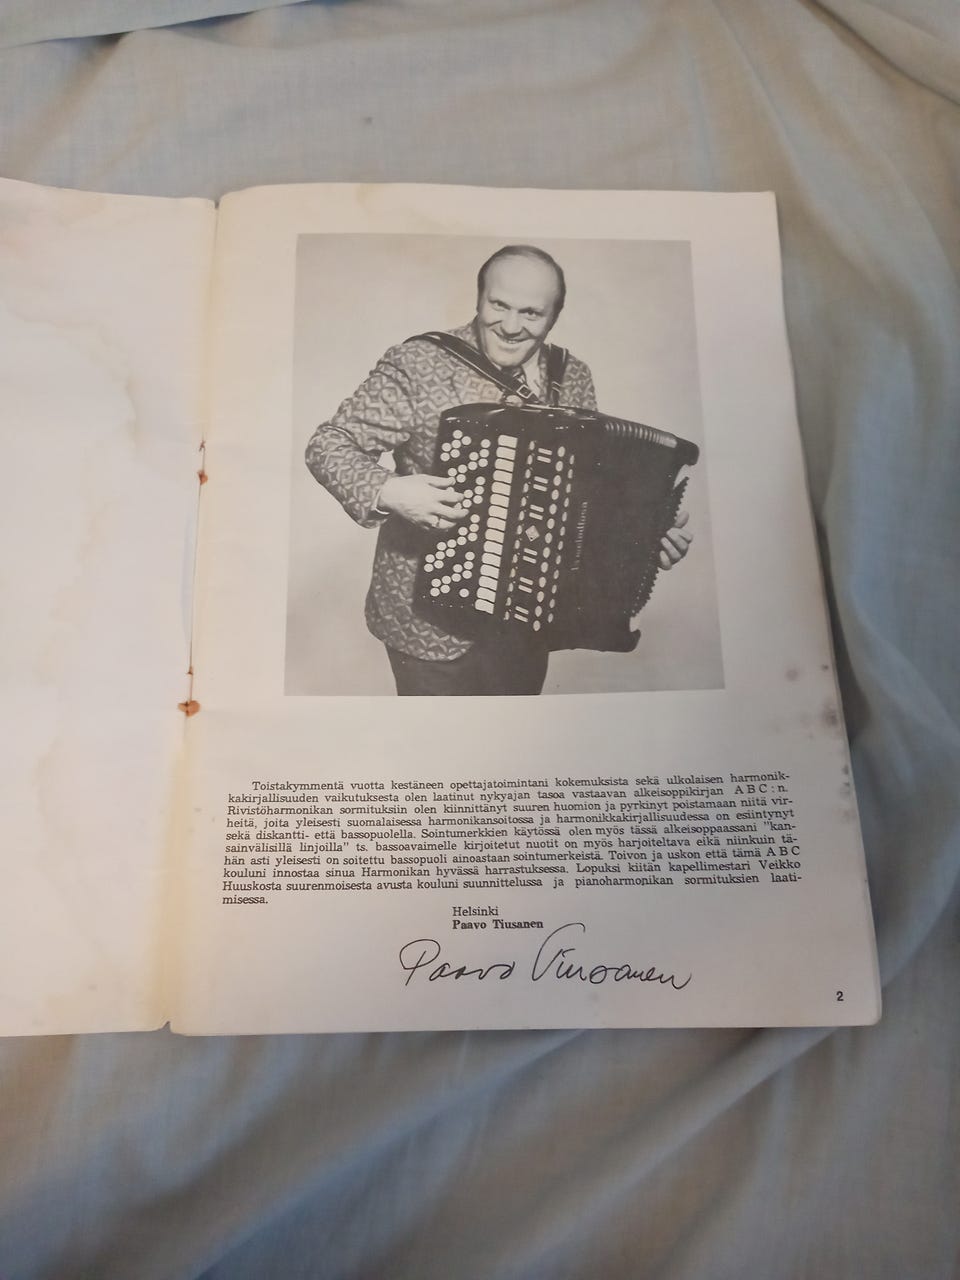 Toistakymmentä vuotta kestäneen opettajatoimintani kokemuksista sekä ulkolaisen harmonik-
kakirjallisuuden vaikutuksesta olen laatinut nykyajan tasoa vastaavan alkeisoppikirjan A B C : n.
Rivistöharmonikan sormituksiin olen kiinnittänyt suuren huomion ja pyrkinyt poistamaan niitä vir-
heitä, joita yleisesti suomalaisessa harmonikansoitossa ja harmonikkakirjallisuudessa on esiintynyt
sekä diskantti- että bassopuolella. Sointumerkkien käytössä olen myös tässä alkeisoppaassani "kan-
sainvälisillä linjoilla" ts. bassoavaimelle kirjoitetut nuotit on myös harjoiteltava eikä niinkuin tä-
hän asti yleisesti on soitettu bassopuoli ainoastaan sointumerkeistä. Toivon ja uskon että tämä A B C
kouluni innostaa sinua Harmonikan hyvässä harrastuksessa. Lopuksi kiitän kapellimestari Veikko
Huuskosta suurenmoisesta avusta kouluni suunnittelussa ja pianoharmonikan sormituksien laati-
misessa.
Helsinki
Paavo Tiusanen
Paavo Tiusanen
2